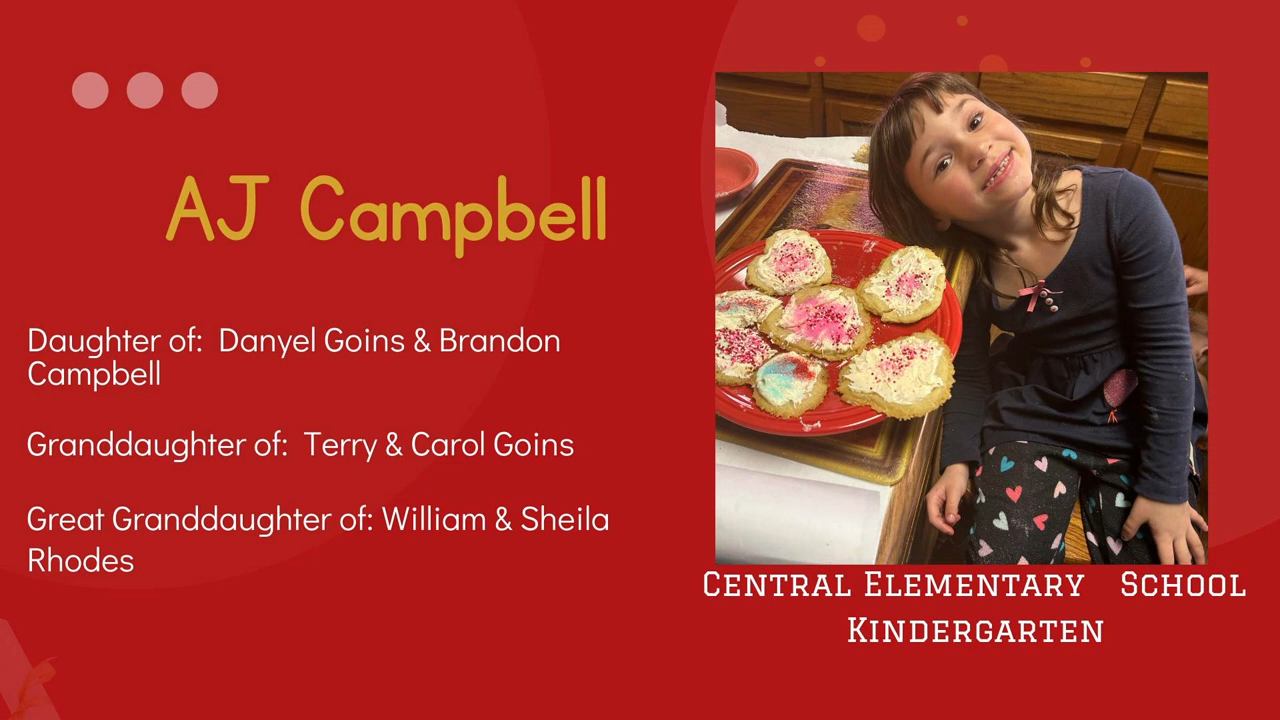 AJ Campbell
Daughter of: Danyel Goins & Brandon
Campbell
Granddaughter of: Terry & Carol Goins
Great Granddaughter of: William & Sheila
Rhodes
Central Elementary School
Kindergarten